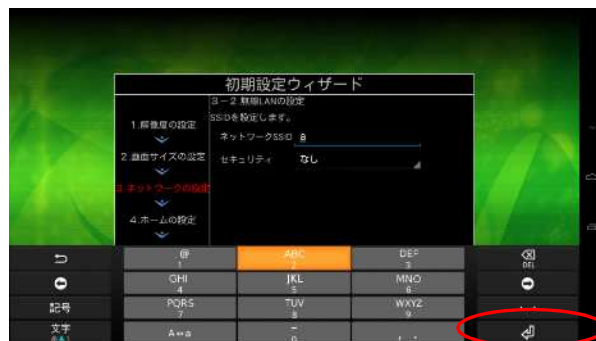 初期設定ウィザード
3－2.無線LANの設定
SSIDを設定します。
1.解像度の設定
ネットワークSSID a
2.画面サイズの設定
セキュリティ なし
3.ネットワークの設定
4.ホームの設定
.@ ABC DEF
1 2 3 DEL
GHI JKL MNO
4 5 6
記号 PQRS TUV WXYZ
7 8 9
文字 A⇔a
0